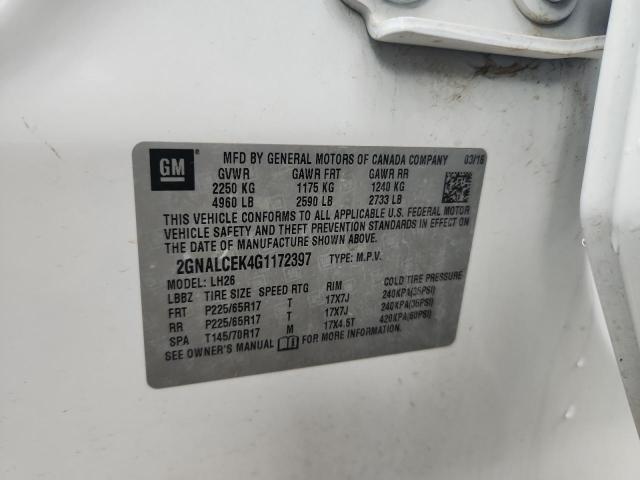 GM
MFD BY GENERAL MOTORS OF CANADA COMPANY 03/16
GVWR GAWR FRT GAWR RR
2250 KG 1175 KG 1240 KG
4960 LB 2590 LB 2733 LB
THIS VEHICLE CONFORMS TO ALL APPLICABLE U.S. FEDERAL MOTOR
VEHICLE SAFETY AND THEFT PREVENTION STANDARDS IN EFFECT ON
THE DATE OF MANUFACTURE SHOWN ABOVE.
2GNALCEK4G1172397 TYPE: M.P.V.
MODEL: LH26
LBBZ TIRE SIZE SPEED RTG RIM COLD TIRE PRESSURE
FRT P225/65R17 T 17X7J 240KPA(35PSI)
RR P225/65R17 T 17X7J 240KPA(35PSI)
SPA T145/70R17 M 17X4.5T 420KPA(60PSI)
SEE OWNER'S MANUAL FOR MORE INFORMATION.